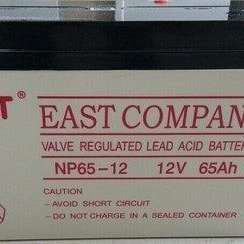 T®
EAST COMPAN
VALVE REGULATED LEAD ACID BATTER
NP65-12 12V 65Ah
CAUTION
- AVOID SHORT CIRCUIT
- DO NOT CHARGE IN A SEALED CONTAINER